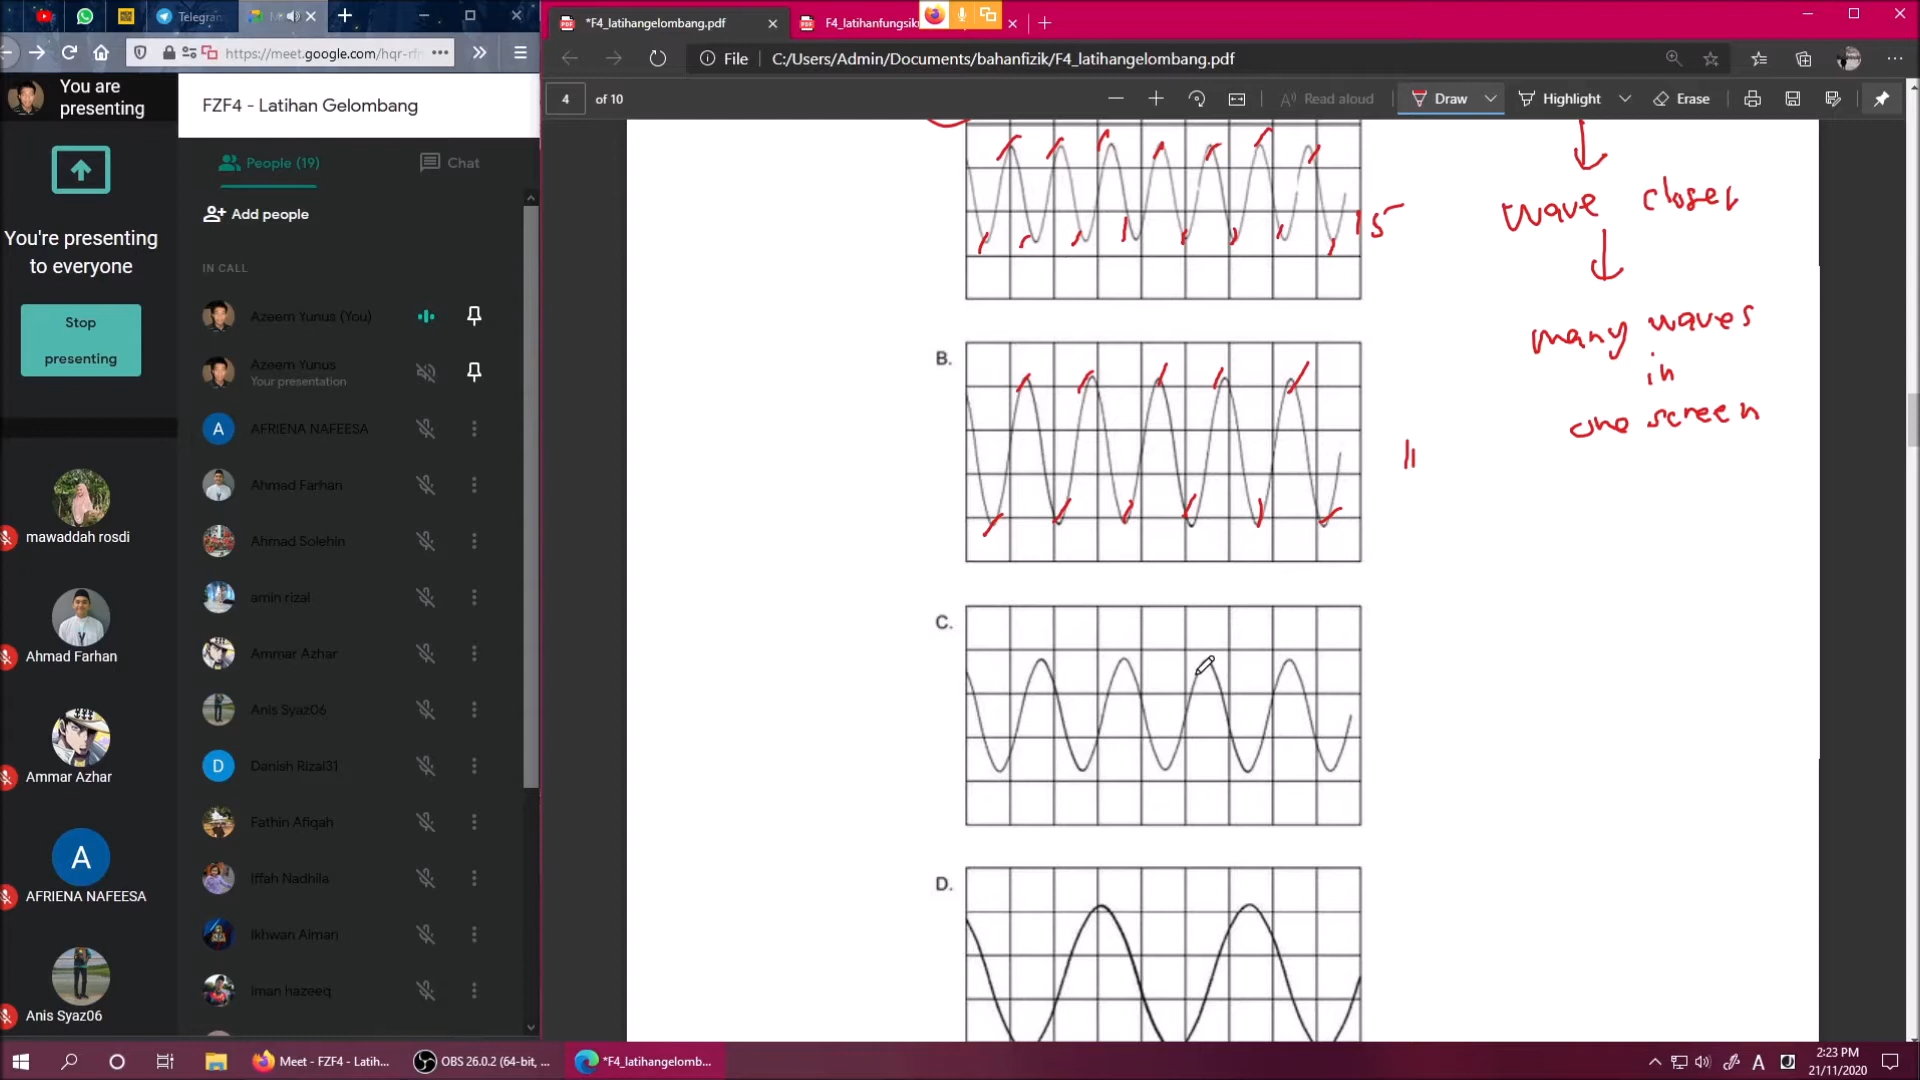 Telegram
*F4_latihangelombang.pdf
F4_latihanfungsik
https://meet.google.com/hqr-rf
File
C:/Users/Admin/Documents/bahanfizik/F4_latihangelombang.pdf
You are
presenting
FZF4 - Latihan Gelombang
4
of 10
Read aloud
Draw
Highlight
Erase
People (19)
Chat
Add people
You're presenting
to everyone
IN CALL
Stop
presenting
Azeem Yunus (You)
Azeem Yunus
Your presentation
AFRIENA NAFEESA
Ahmad Farhan
Ahmad Solehin
amin rizal
Ammar Azhar
Anis Syaz06
Danish Rizal31
Fathin Afiqah
Iffah Nadhila
Ikhwan Aiman
Iman hazeeq
mawaddah rosdi
Ahmad Farhan
Ammar Azhar
A
AFRIENA NAFEESA
Anis Syaz06
A
D
15
wave closer
many waves
in
one screen
B.
11
C.
D.
Meet - FZF4 - Latih...
OBS 26.0.2 (64-bit, ...
*F4_latihangelomb...
2:23 PM
21/11/2020